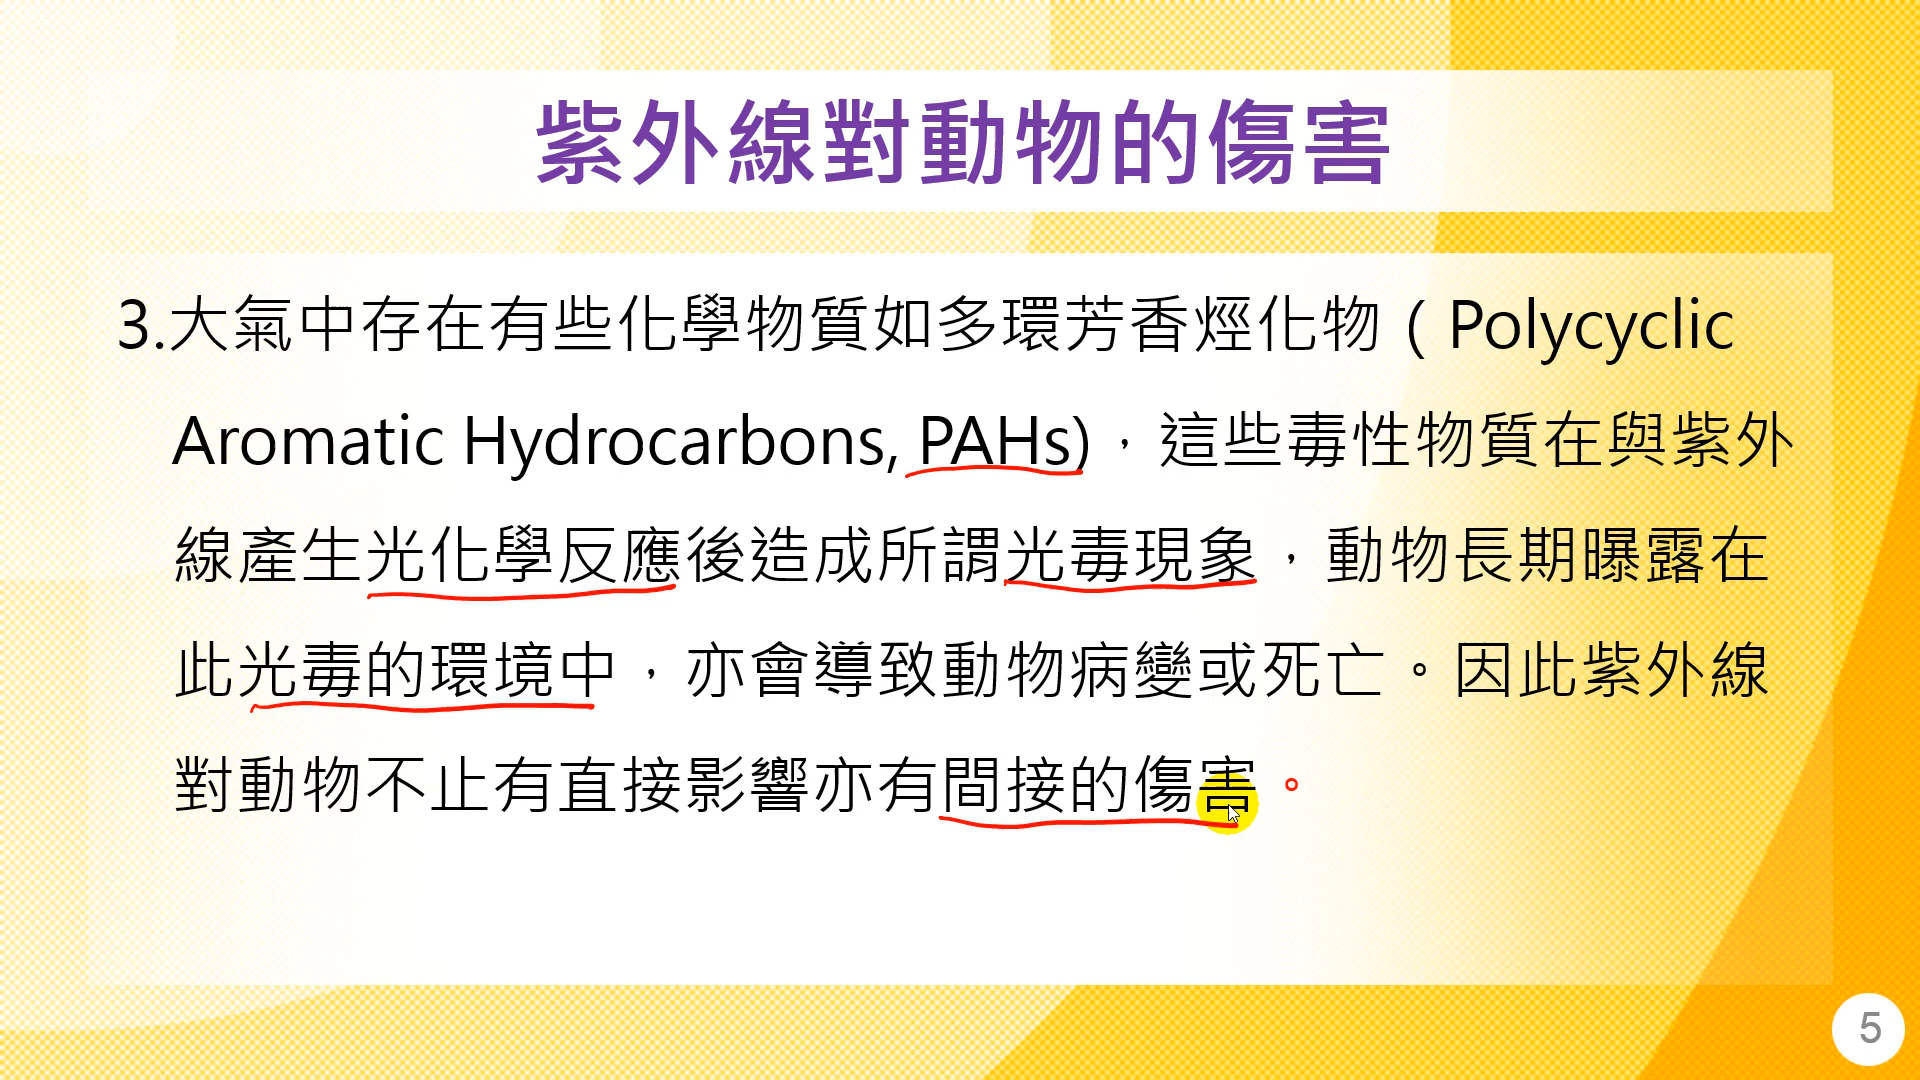 紫外線對動物的傷害
3.大氣中存在有些化學物質如多環芳香烴化物（Polycyclic
Aromatic Hydrocarbons, PAHs)，這些毒性物質在與紫外
線產生光化學反應後造成所謂光毒現象，動物長期曝露在
此光毒的環境中，亦會導致動物病變或死亡。因此紫外線
對動物不止有直接影響亦有間接的傷害。
5